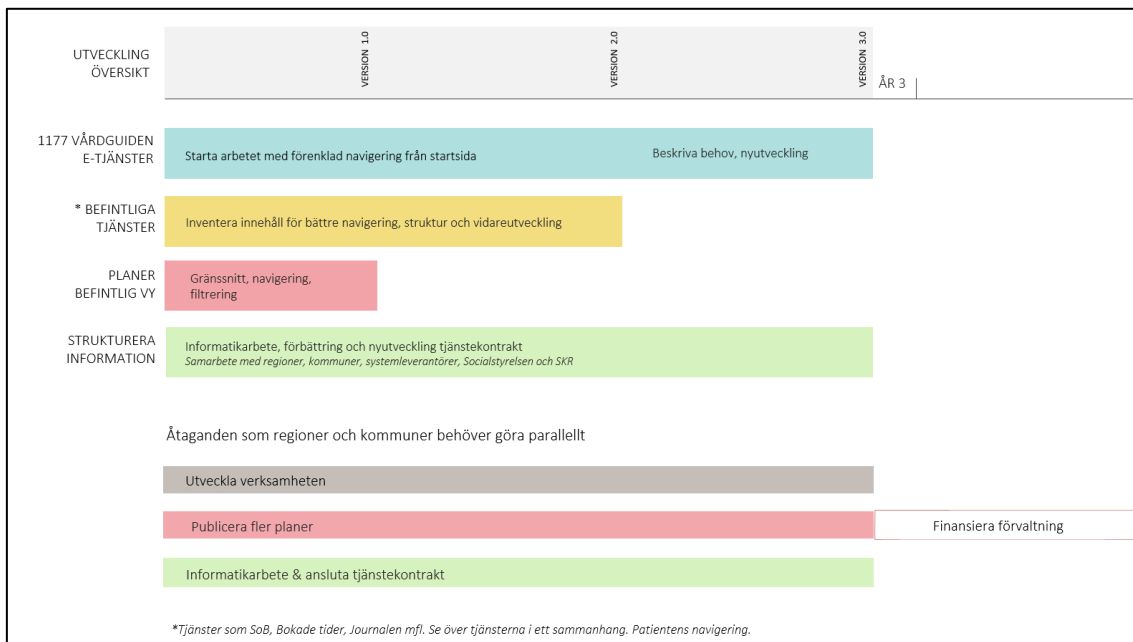 UTVECKLING
ÖVERSIKT
VERSION 1.0
VERSION 2.0
VERSION 3.0
ÅR 3
1177 VÅRDGUIDEN
E-TJÄNSTER
Starta arbetet med förenklad navigering från startsida
Beskriva behov, nyutveckling
* BEFINTLIGA
TJÄNSTER
Inventera innehåll för bättre navigering, struktur och vidareutveckling
PLANER
BEFINTLIG VY
Gränssnitt, navigering,
filtrering
STRUKTURERA
INFORMATION
Informatikarbete, förbättring och nyutveckling tjänstekontrakt
Samarbete med regioner, kommuner, systemleverantörer, Socialstyrelsen och SKR
Åtaganden som regioner och kommuner behöver göra parallellt
Utveckla verksamheten
Publicera fler planer
Finansiera förvaltning
Informatikarbete & ansluta tjänstekontrakt
*Tjänster som SoB, Bokade tider, Journalen mfl. Se över tjänsterna i ett sammanhang. Patientens navigering.